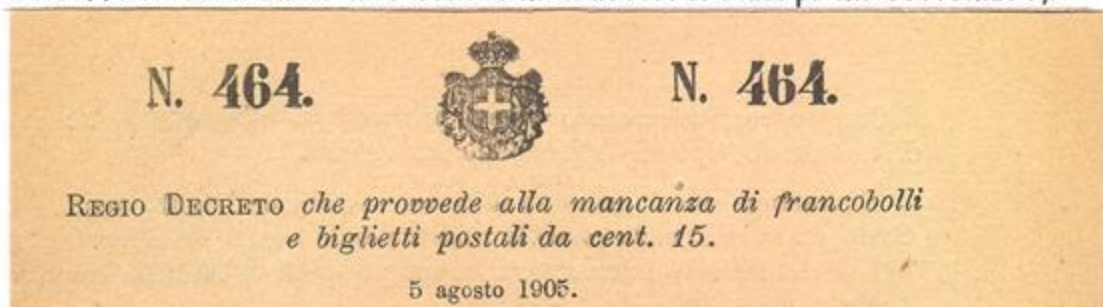 N. 464.
N. 464.
REGIO DECRETO che provvede alla mancanza di francobolli
e biglietti postali da cent. 15.
5 agosto 1905.